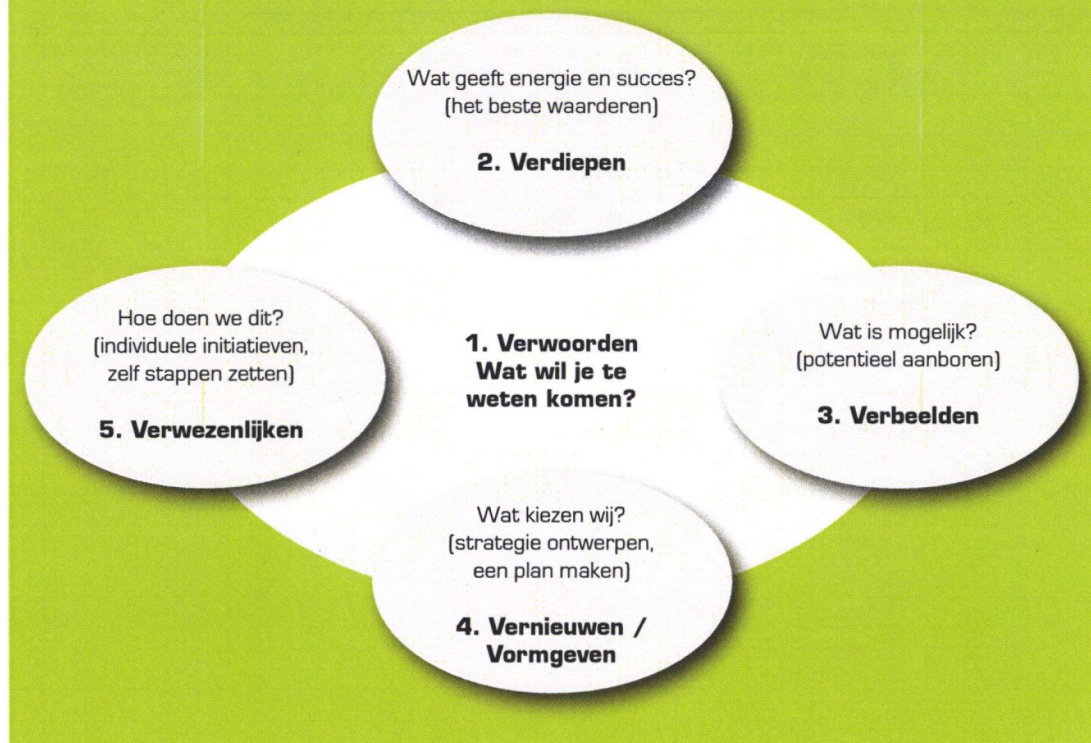 Wat geeft energie en succes?
(het beste waarderen)
2. Verdiepen
Hoe doen we dit?
(individuele initiatieven,
zelf stappen zetten)
5. Verwezenlijken
1. Verwoorden
Wat wil je te
weten komen?
Wat is mogelijk?
(potentieel aanboren)
3. Verbeelden
Wat kiezen wij?
(strategie ontwerpen,
een plan maken)
4. Vernieuwen /
Vormgeven